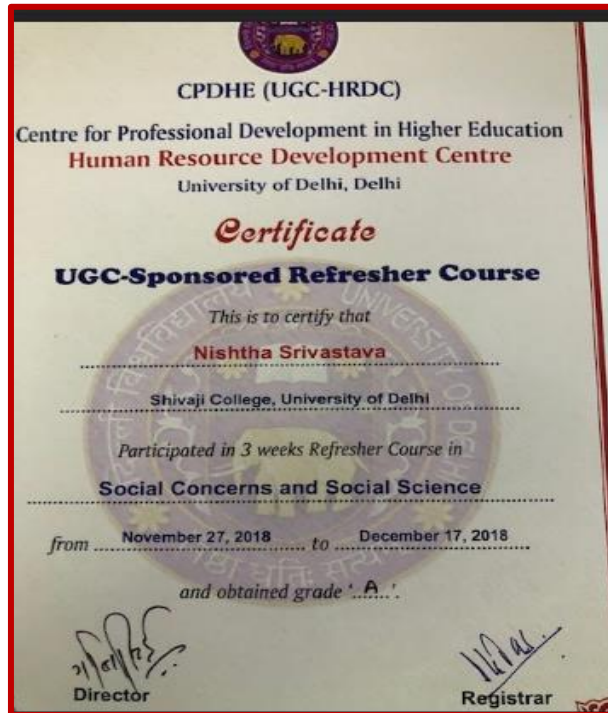 CPDHE (UGC-HRDC)
Centre for Professional Development in Higher Education
Human Resource Development Centre
University of Delhi, Delhi
Certificate
UGC-Sponsored Refresher Course
This is to certify that
Nishtha Srivastava
Shivaji College, University of Delhi
Participated in 3 weeks Refresher Course in
Social Concerns and Social Science
from November 27, 2018 to December 17, 2018
and obtained grade '..A..'.
Director Registrar